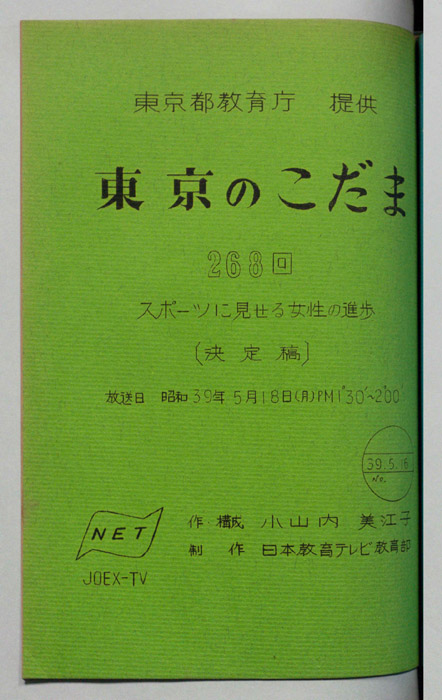 東京都教育庁 提供
東京のこだま
268回
スポーツに見せる女性の進歩
〔決定稿〕
放送日 昭和39年5月18日(月)PM.1°30′~2°00
39.5.16
No.
作・構成 小山内 美江子
制 作 日本教育テレビ教育部
NET
JOEX-TV